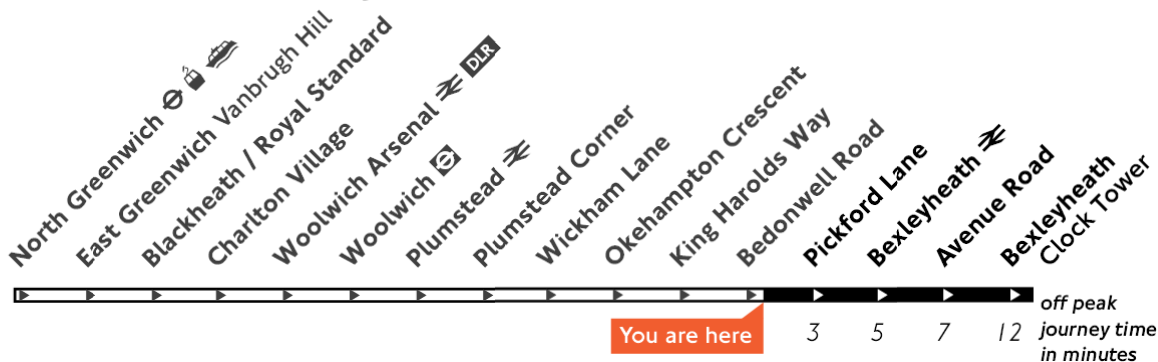 North Greenwich
East Greenwich Vanbrugh Hill
Blackheath / Royal Standard
Charlton Village
Woolwich Arsenal DLR
Woolwich
Plumstead
Plumstead Corner
Wickham Lane
Okehampton Crescent
King Harolds Way
Bedonwell Road
Pickford Lane
Bexleyheath
Avenue Road
Bexleyheath
Clock Tower
You are here
3 5 7 12
off peak
journey time
in minutes